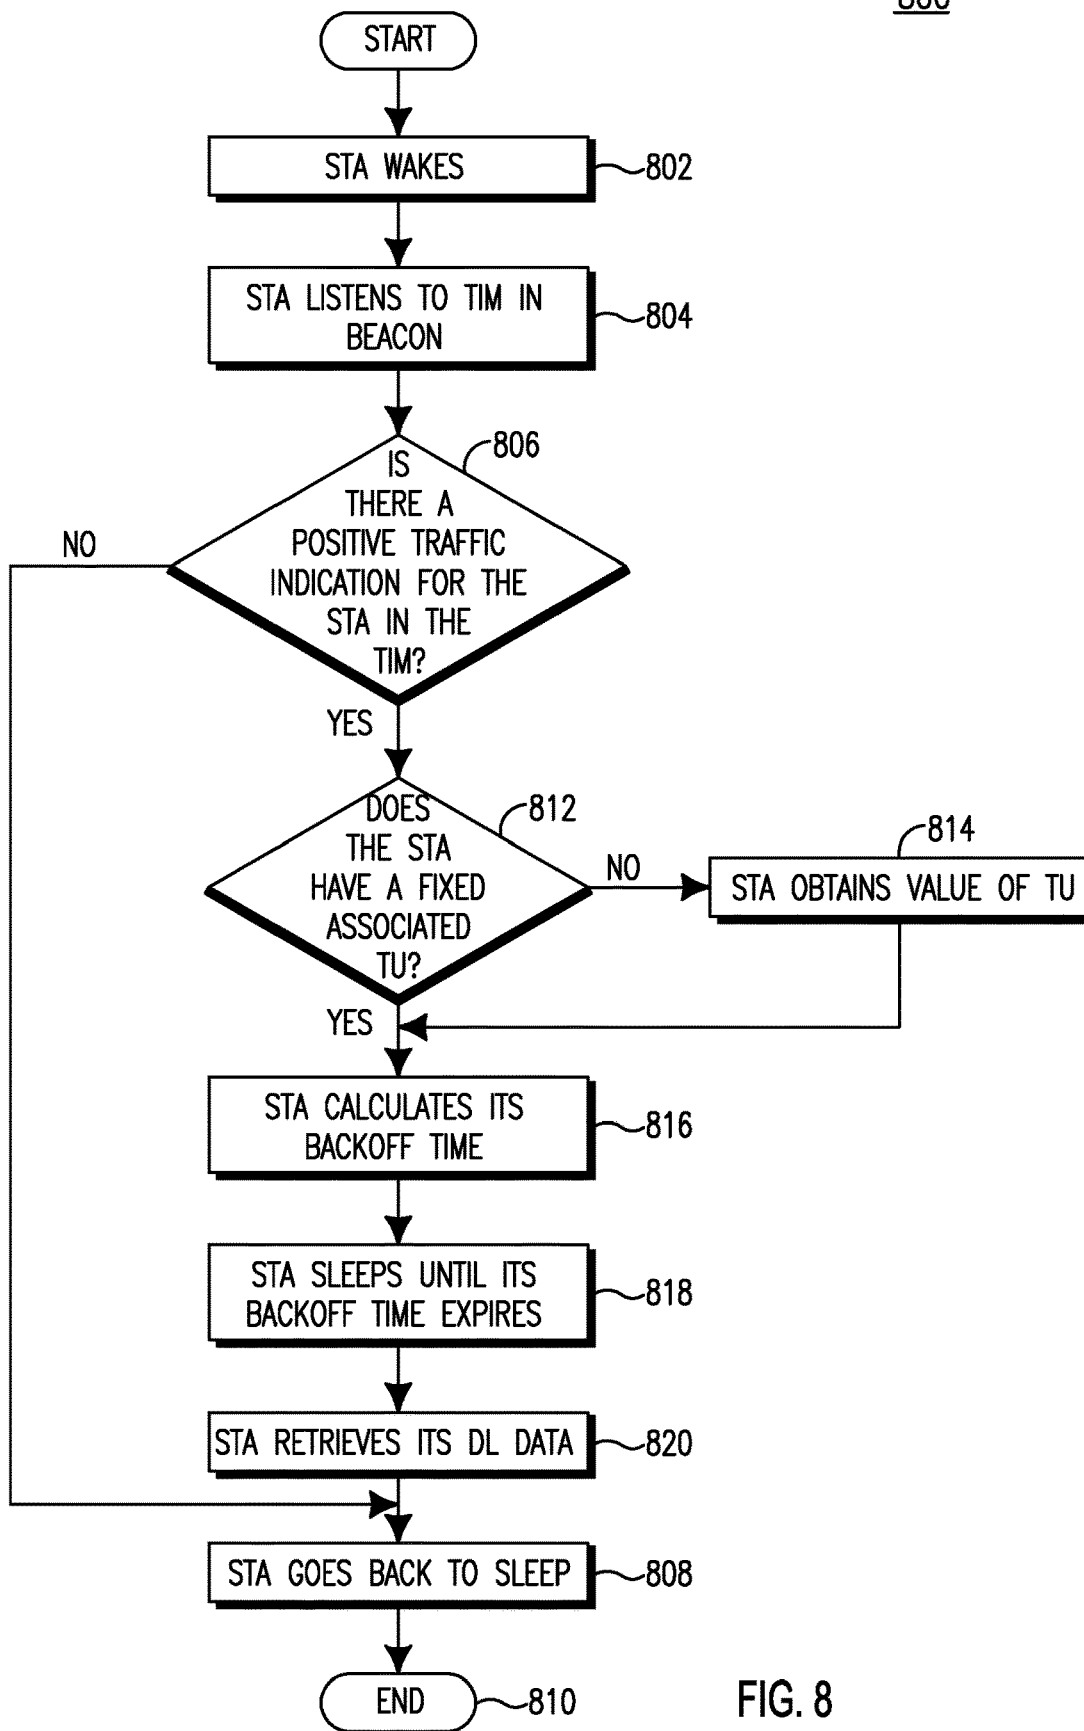 START
STA WAKES
802
STA LISTENS TO TIM IN
BEACON
804
806
IS
THERE A
POSITIVE TRAFFIC
INDICATION FOR THE
STA IN THE
TIM?
NO
YES
812
DOES
THE STA
HAVE A FIXED
ASSOCIATED
TU?
NO
814
STA OBTAINS VALUE OF TU
YES
STA CALCULATES ITS
BACKOFF TIME
816
STA SLEEPS UNTIL ITS
BACKOFF TIME EXPIRES
818
STA RETRIEVES ITS DL DATA
820
STA GOES BACK TO SLEEP
808
END
810
FIG. 8